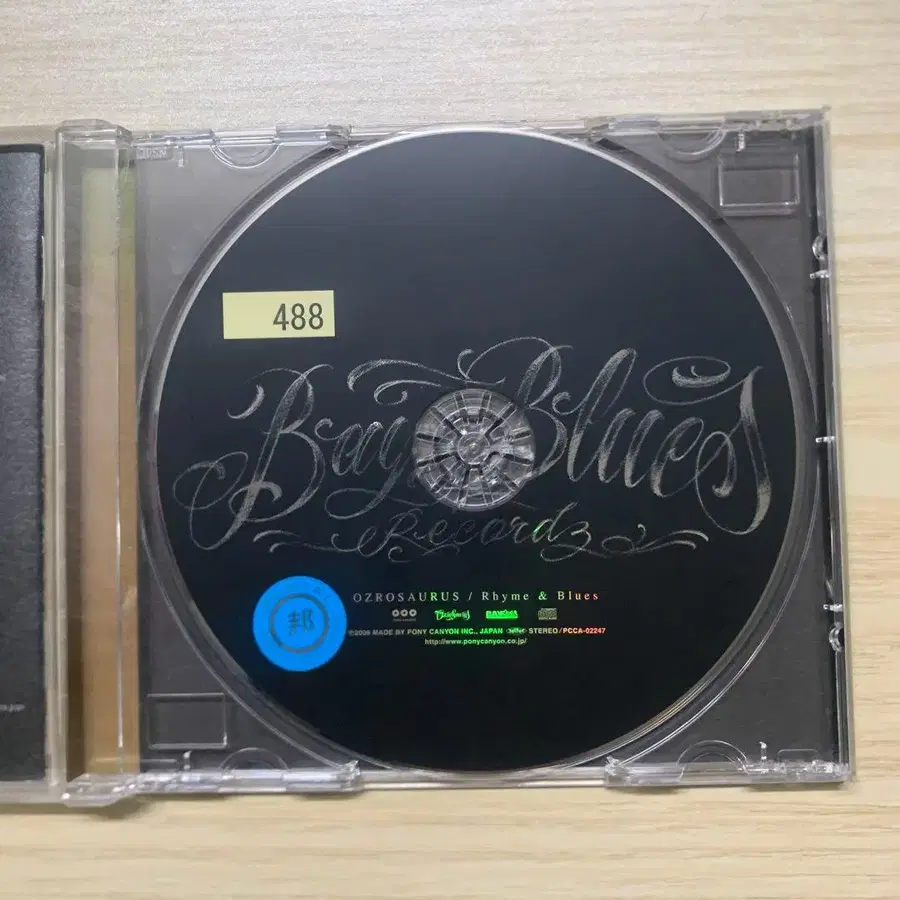 488
Bay Blues
Recordz
邦
OZROSAURUS / Rhyme & Blues
℗©2006 MADE BY PONY CANYON INC., JAPAN STEREO/PCCA-02247
http://www.ponycanyon.co.jp/